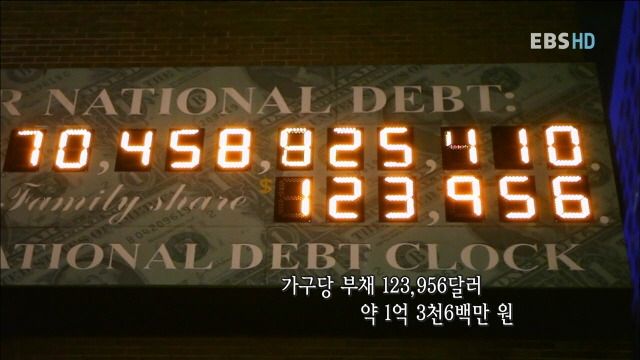 EBS HD
R NATIONAL DEBT:
70,458,925,410
Family share $123,956
ATIONAL DEBT CLOCK
가구당 부채 123,956달러
약 1억 3천6백만 원